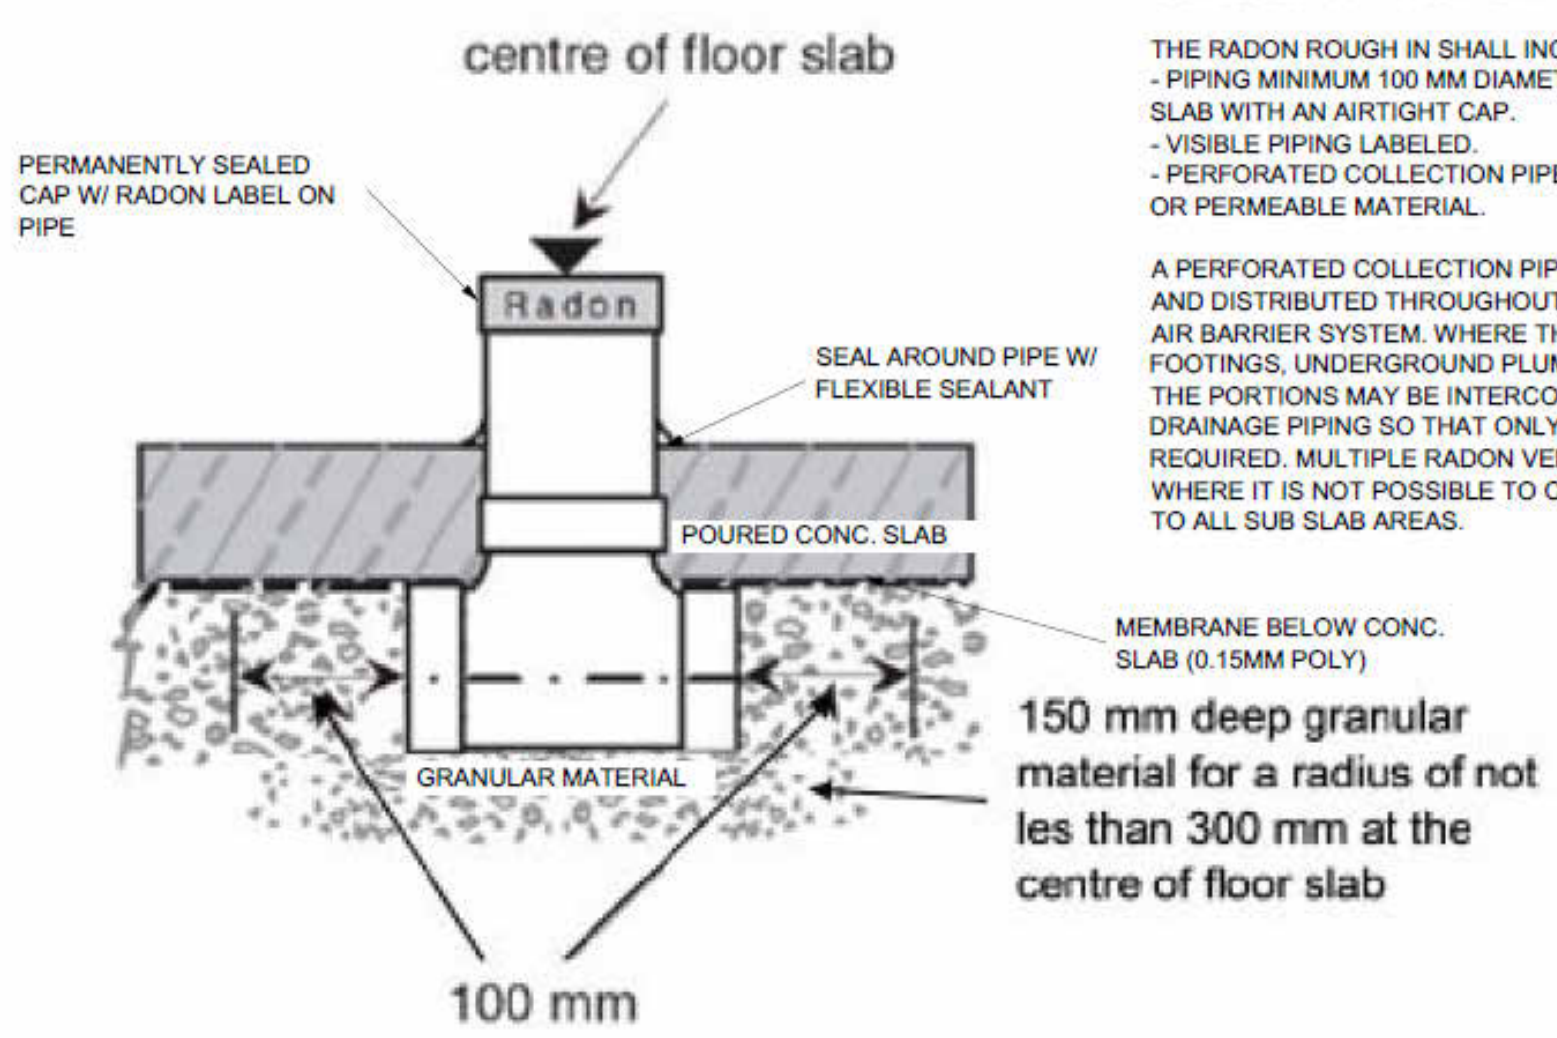 centre of floor slab
PERMANENTLY SEALED
CAP W/ RADON LABEL ON
PIPE
Radon
SEAL AROUND PIPE W/
FLEXIBLE SEALANT
POURED CONC. SLAB
MEMBRANE BELOW CONC.
SLAB (0.15MM POLY)
150 mm deep granular
material for a radius of not
les than 300 mm at the
centre of floor slab
GRANULAR MATERIAL
100 mm
THE RADON ROUGH IN SHALL
- PIPING MINIMUM 100 MM
SLAB WITH AN AIRTIGHT CAP.
- VISIBLE PIPING LABELED.
- PERFORATED COLLECTION PIPE
OR PERMEABLE MATERIAL.
A PERFORATED COLLECTION
AND DISTRIBUTED THROUGHOUT
AIR BARRIER SYSTEM. WHERE
FOOTINGS, UNDERGROUND
THE PORTIONS MAY BE
DRAINAGE PIPING SO THAT ONLY
REQUIRED. MULTIPLE RADON
WHERE IT IS NOT POSSIBLE TO
TO ALL SUB SLAB AREAS.